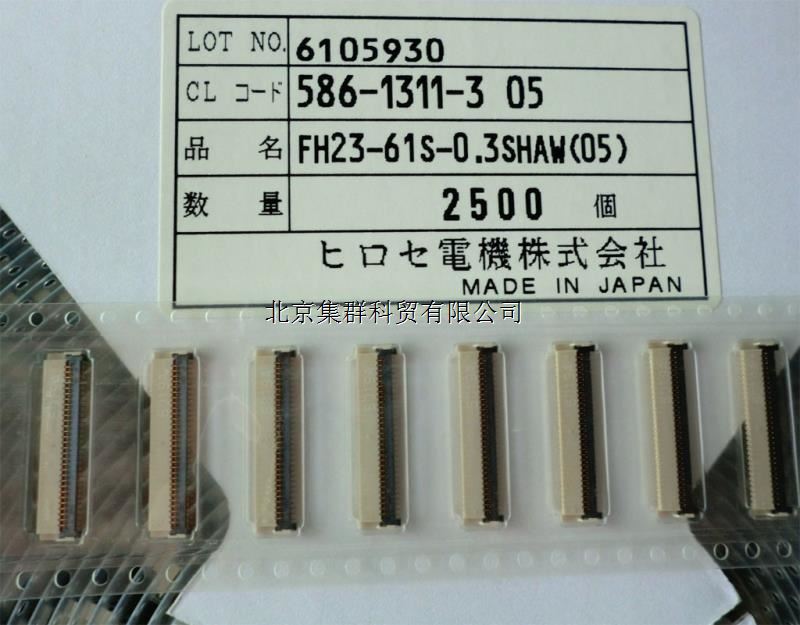 LOT NO. 6105930
CL コード 586-1311-3 05
品 名 FH23-61S-0.3SHAW(05)
数 量 2500 個
ヒロセ電機株式会社
MADE IN JAPAN
北京集群科贸有限公司